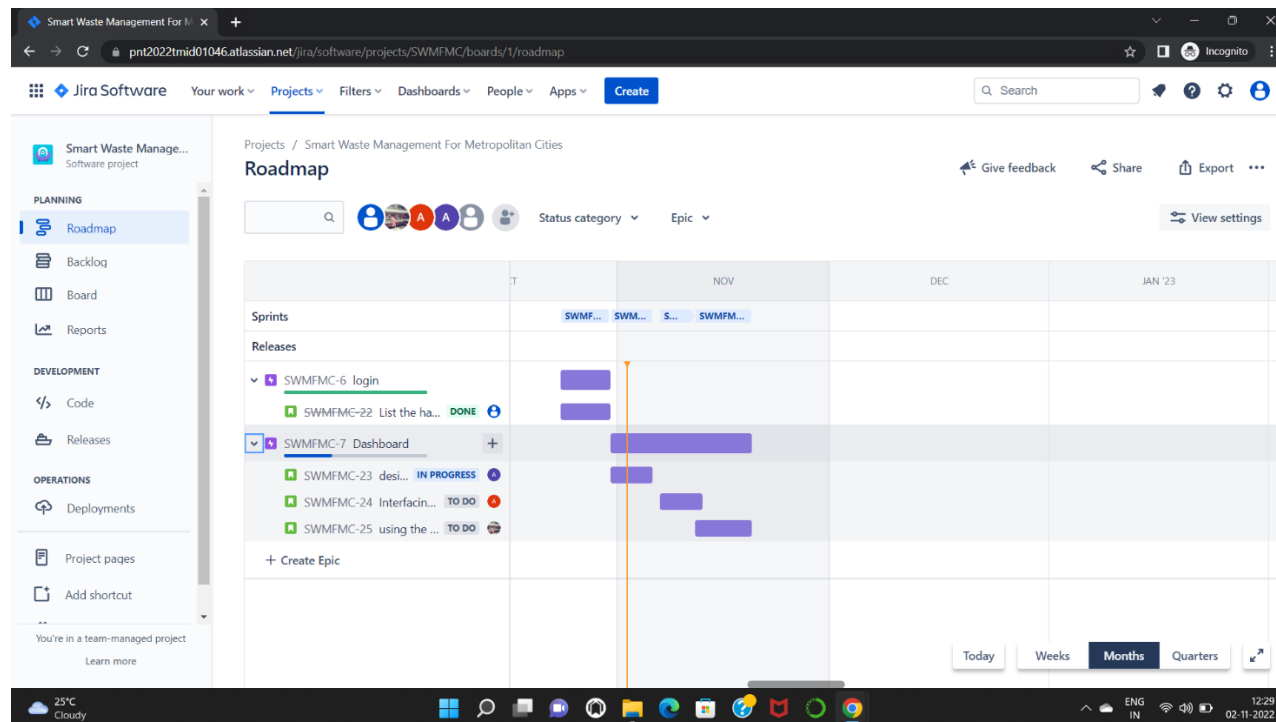 Smart Waste Management For M
pnt2022tmid01046.atlassian.net/jira/software/projects/SWMFMC/boards/1/roadmap
Incognito
Jira Software Your work Projects Filters Dashboards People Apps Create Search
Smart Waste Manage...
Software project
PLANNING
Roadmap
Backlog
Board
Reports
DEVELOPMENT
Code
Releases
OPERATIONS
Deployments
Project pages
Add shortcut
You're in a team-managed project
Learn more
Projects / Smart Waste Management For Metropolitan Cities
Roadmap
Give feedback Share Export
A A Status category Epic View settings
NOV DEC JAN '23
Sprints SWMF... SWM... S... SWMFM...
Releases
SWMFMC-6 login
SWMFMC-22 List the ha... DONE
SWMFMC-7 Dashboard
SWMFMC-23 desi... IN PROGRESS A
SWMFMC-24 Interfacin... TO DO A
SWMFMC-25 using the ... TO DO
+ Create Epic
Today Weeks Months Quarters
25°C
Cloudy
ENG
IN
12:29
02-11-2022